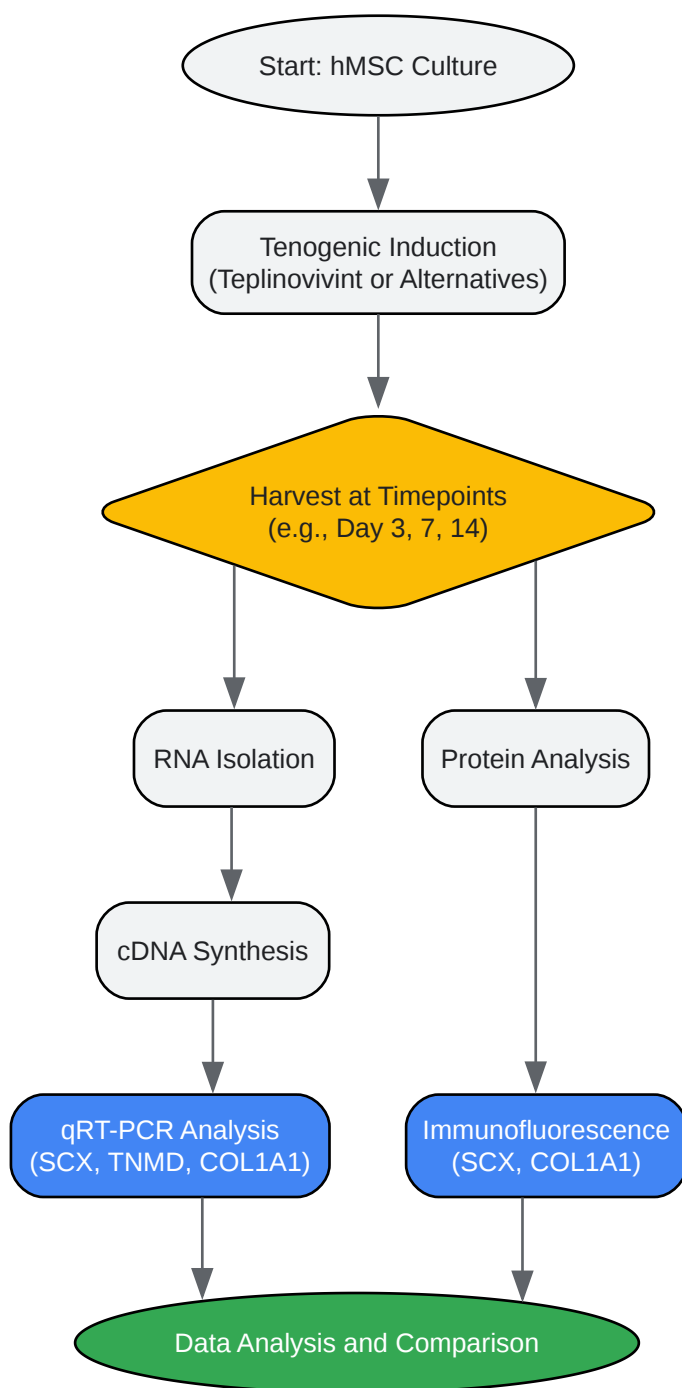 Start: hMSC Culture
Tenogenic Induction
(Teplinovivint or Alternatives)
Harvest at Timepoints
(e.g., Day 3, 7, 14)
RNA Isolation
Protein Analysis
cDNA Synthesis
qRT-PCR Analysis
(SCX, TNMD, COL1A1)
Immunofluorescence
(SCX, COL1A1)
Data Analysis and Comparison